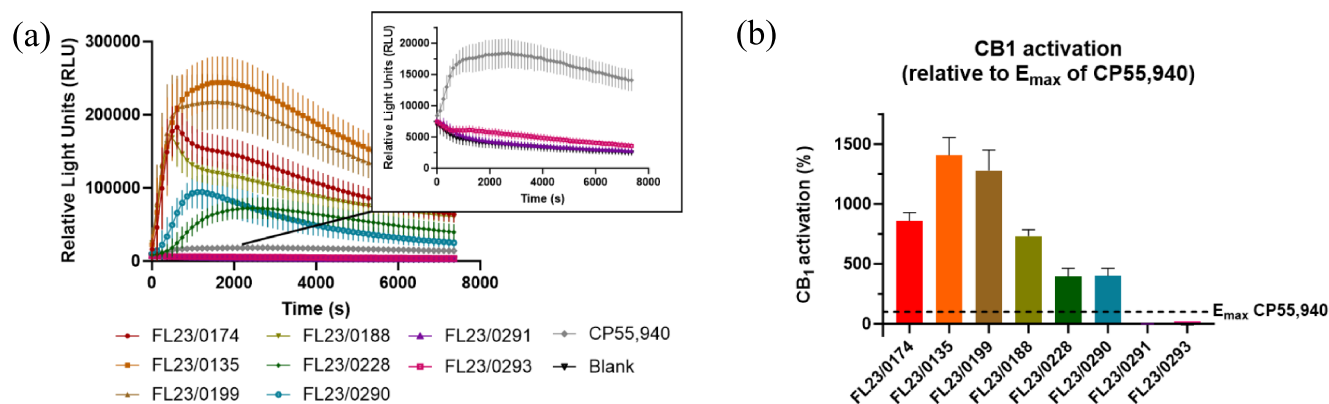 (a)
300000
200000
100000
0
Relative Light Units (RLU)
0 2000 4000 6000 8000
Time (s)
20000
15000
10000
5000
0
Relative Light Units (RLU)
0 2000 4000 6000 8000
Time (s)
FL23/0174 FL23/0188 FL23/0291 CP55,940
FL23/0135 FL23/0228 FL23/0293 Blank
FL23/0199 FL23/0290
(b)
CB1 activation
(relative to Emax of CP55,940)
1500
1000
500
0
CB1 activation (%)
Emax CP55,940
FL23/0174
FL23/0135
FL23/0199
FL23/0188
FL23/0228
FL23/0290
FL23/0291
FL23/0293